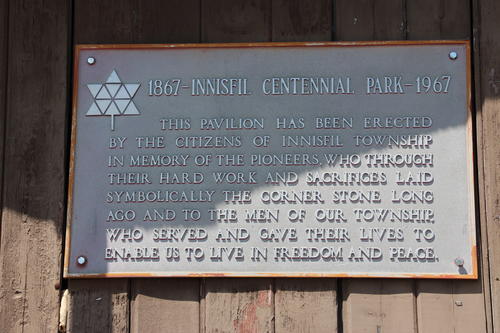 1867-INNISFIL CENTENNIAL PARK-1967
THIS PAVILION HAS BEEN ERECTED
BY THE CITIZENS OF INNISFIL TOWNSHIP
IN MEMORY OF THE PIONEERS, WHO THROUGH
THEIR HARD WORK AND SACRIFICES LAID
SYMBOLICALLY THE CORNER STONE LONG
AGO AND TO THE MEN OF OUR TOWNSHIP,
WHO SERVED AND GAVE THEIR LIVES TO
ENABLE US TO LIVE IN FREEDOM AND PEACE.